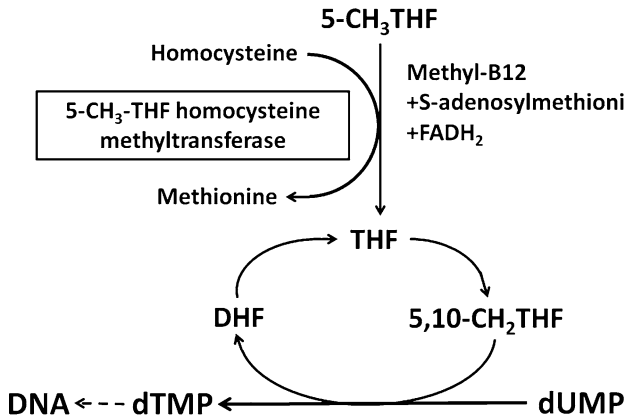 5-CH₃THF
Homocysteine
Methyl-B12
+S-adenosylmethioni
+FADH₂
5-CH₃-THF homocysteine
methyltransferase
Methionine
THF
DHF
5,10-CH₂THF
DNA
dTMP
dUMP